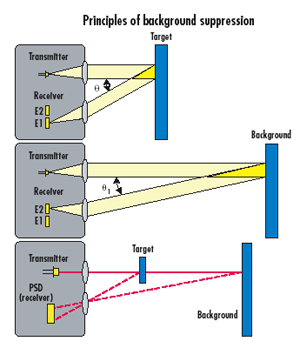 Principles of background suppression
Target
Transmitter
θ
Receiver
E2
E1
Background
Transmitter
θ1
Receiver
E2
E1
Transmitter
Target
PSD
(receiver)
Background